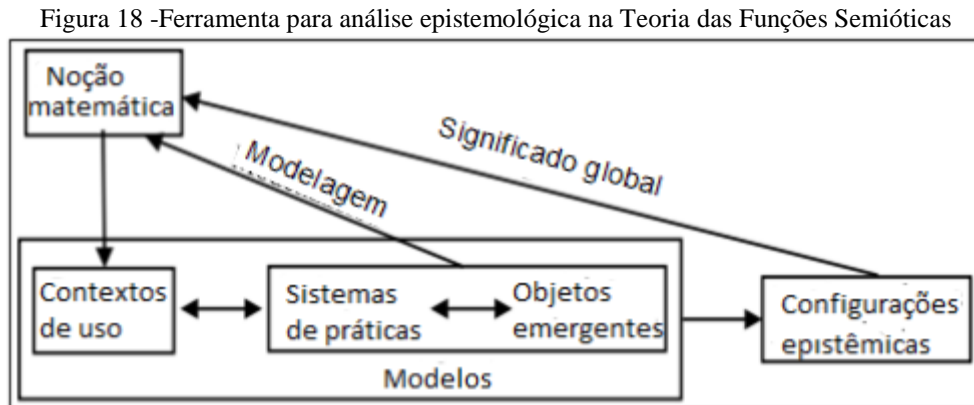 Figura 18 -Ferramenta para análise epistemológica na Teoria das Funções Semióticas
Noção
matemática
Significado global
Modelagem
Contextos
de uso
Sistemas
de práticas
Objetos
emergentes
Configurações
epistêmicas
Modelos